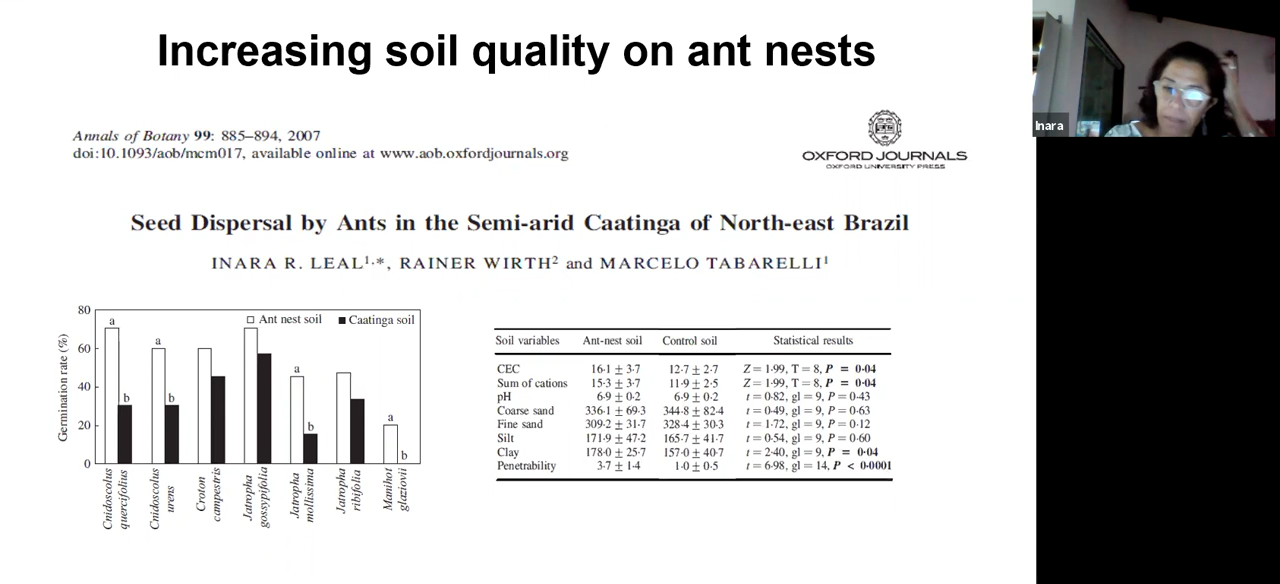 Increasing soil quality on ant nests
Inara
Annals of Botany 99: 885–894, 2007
doi:10.1093/aob/mcm017, available online at www.aob.oxfordjournals.org
OXFORD JOURNALS
OXFORD UNIVERSITY PRESS
Seed Dispersal by Ants in the Semi-arid Caatinga of North-east Brazil
INARA R. LEAL1,*, RAINER WIRTH2 and MARCELO TABARELLI1
Germination rate (%)
80
60
40
20
0
Ant nest soil
Caatinga soil
a
b
a
b
a
b
a
b
Cnidoscolus quercifolius
Cnidoscolus urens
Croton campestris
Jatropha gossypifolia
Jatropha mollissima
Jatropha ribifolia
Manihot glaziovii
Soil variables Ant-nest soil Control soil Statistical results
CEC 16·1 ± 3·7 12·7 ± 2·7 Z = 1·99, T = 8, P = 0·04
Sum of cations 15·3 ± 3·7 11·9 ± 2·5 Z = 1·99, T = 8, P = 0·04
pH 6·9 ± 0·2 6·9 ± 0·2 t = 0·82, gl = 9, P = 0·43
Coarse sand 336·1 ± 69·3 344·8 ± 82·4 t = 0·49, gl = 9, P = 0·63
Fine sand 309·2 ± 31·7 328·4 ± 30·3 t = 1·72, gl = 9, P = 0·12
Silt 171·9 ± 47·2 165·7 ± 41·7 t = 0·54, gl = 9, P = 0·60
Clay 178·0 ± 25·7 157·0 ± 40·7 t = 2·40, gl = 9, P = 0·04
Penetrability 3·7 ± 1·4 1·0 ± 0·5 t = 6·98, gl = 14, P < 0·0001